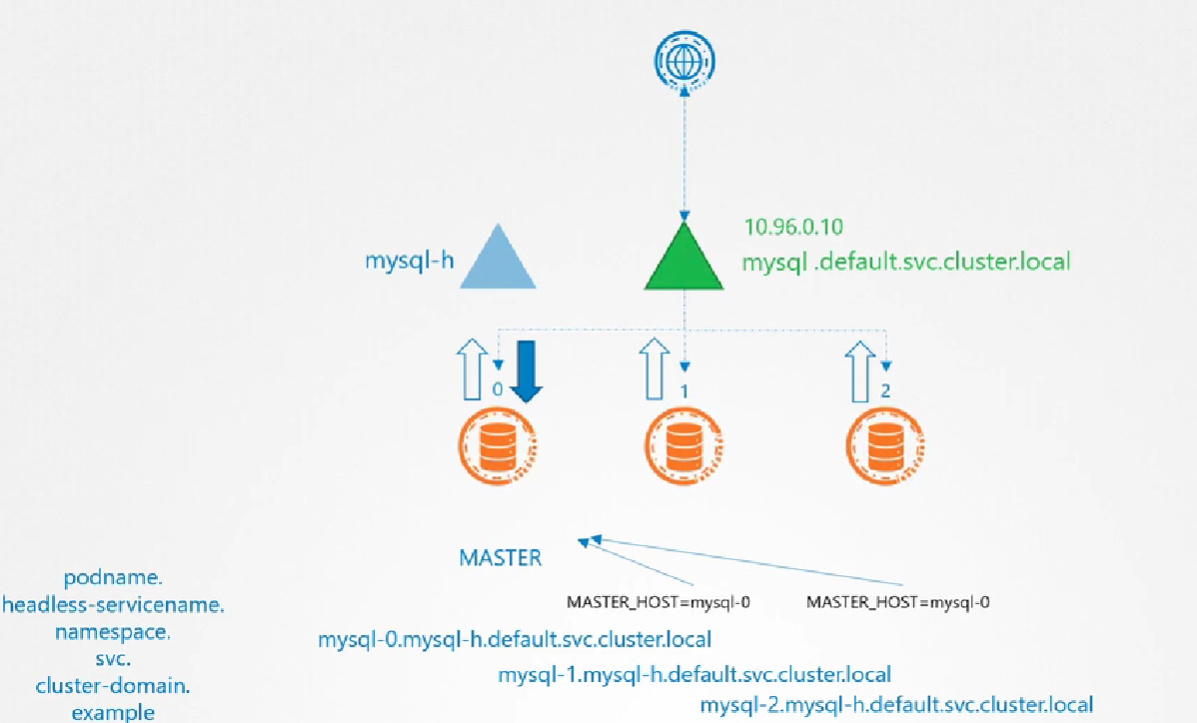 10.96.0.10
mysql-h
mysql .default.svc.cluster.local
0
1
2
MASTER
podname.
headless-servicename.
namespace.
svc.
cluster-domain.
example
MASTER_HOST=mysql-0
MASTER_HOST=mysql-0
mysql-0.mysql-h.default.svc.cluster.local
mysql-1.mysql-h.default.svc.cluster.local
mysql-2.mysql-h.default.svc.cluster.local